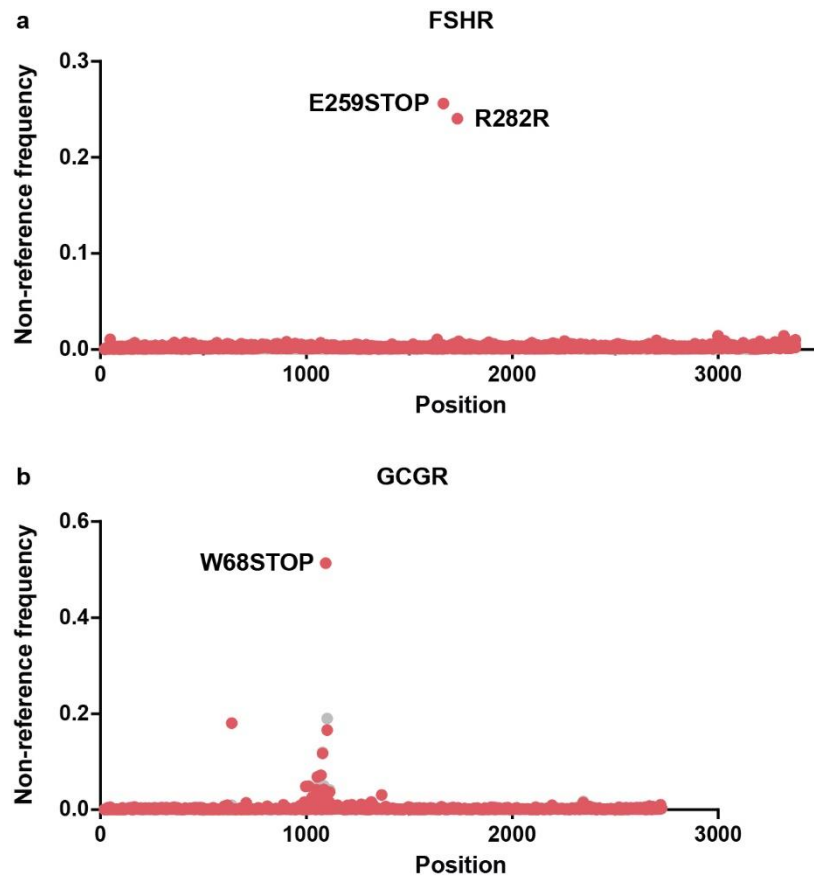 a
FSHR
Non-reference frequency
0.3
0.2
0.1
0.0
E259STOP
R282R
0 1000 2000 3000
Position
b
GCGR
Non-reference frequency
0.6
0.4
0.2
0.0
W68STOP
0 1000 2000 3000
Position